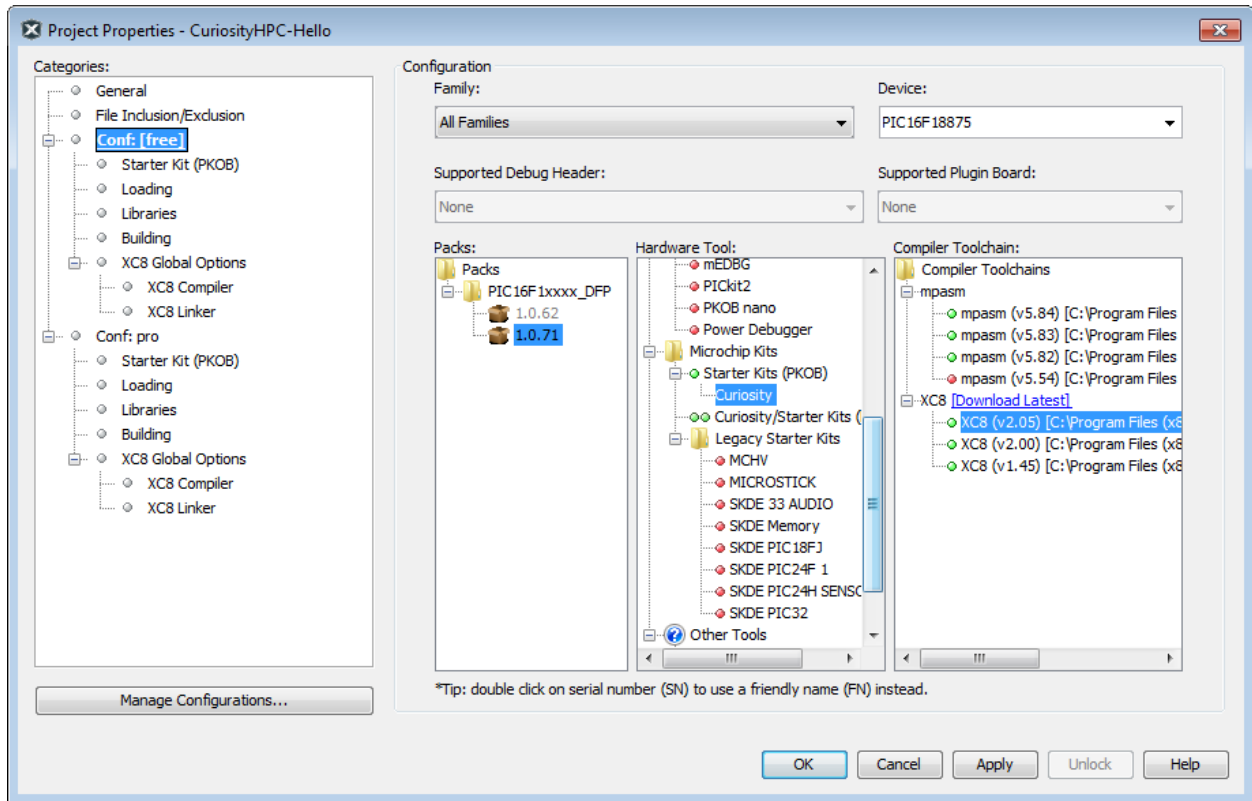 Project Properties - CuriosityHPC-Hello
Categories:
General
File Inclusion/Exclusion
Conf: [free]
Starter Kit (PKOB)
Loading
Libraries
Building
XC8 Global Options
XC8 Compiler
XC8 Linker
Conf: pro
Starter Kit (PKOB)
Loading
Libraries
Building
XC8 Global Options
XC8 Compiler
XC8 Linker
Manage Configurations...
Configuration
Family:
All Families
Device:
PIC16F18875
Supported Debug Header:
None
Supported Plugin Board:
None
Packs:
Packs
PIC16F1xxxx_DFP
1.0.62
1.0.71
Hardware Tool:
mEDBG
PICkit2
PKOB nano
Power Debugger
Microchip Kits
Starter Kits (PKOB)
Curiosity
Curiosity/Starter Kits (
Legacy Starter Kits
MCHV
MICROSTICK
SKDE 33 AUDIO
SKDE Memory
SKDE PIC18FJ
SKDE PIC24F 1
SKDE PIC24H SENSO
SKDE PIC32
Other Tools
Compiler Toolchain:
Compiler Toolchains
mpasm
mpasm (v5.84) [C:\Program Files
mpasm (v5.83) [C:\Program Files
mpasm (v5.82) [C:\Program Files
mpasm (v5.54) [C:\Program Files
XC8 [Download Latest]
XC8 (v2.05) [C:\Program Files (x8
XC8 (v2.00) [C:\Program Files (x8
XC8 (v1.45) [C:\Program Files (x8
*Tip: double click on serial number (SN) to use a friendly name (FN) instead.
OK
Cancel
Apply
Unlock
Help